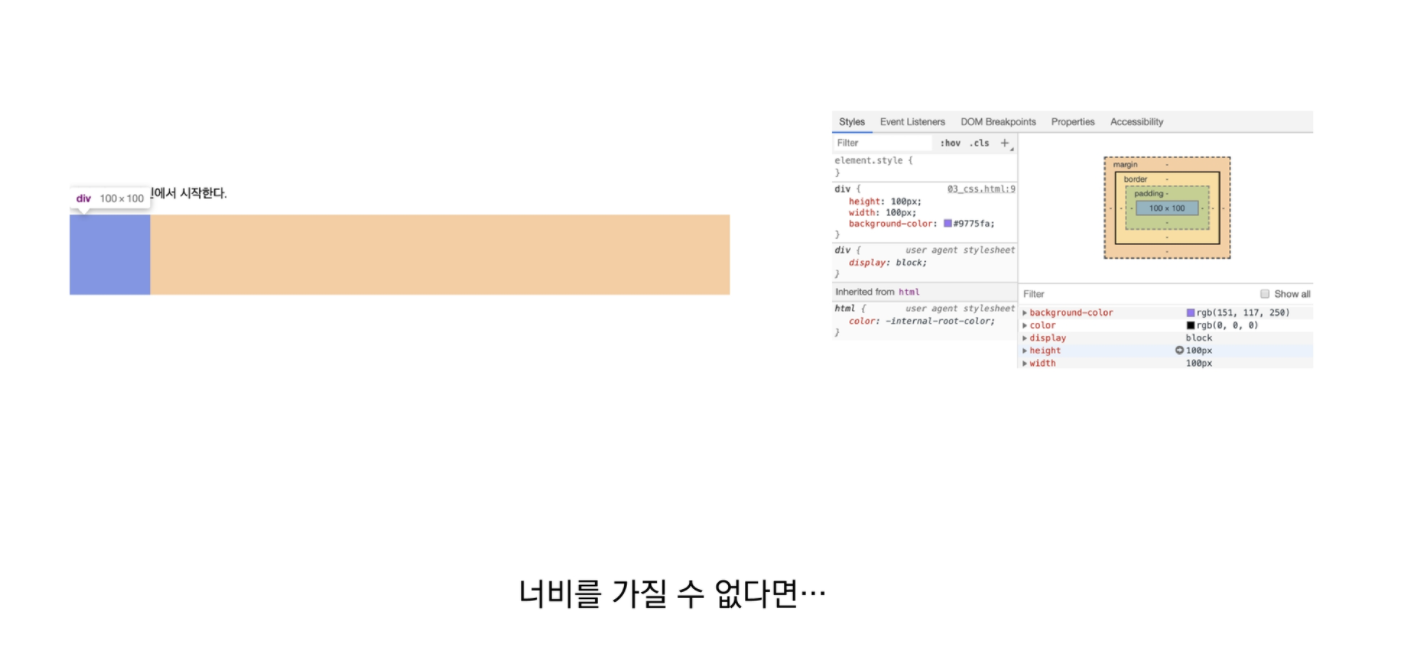 div 100 × 100
에서 시작한다.
Styles Event Listeners DOM Breakpoints Properties Accessibility
Filter :hov .cls +
element.style {
}
div { 03_css.html:9
height: 100px;
width: 100px;
background-color: #9775fa;
}
div { user agent stylesheet
display: block;
}
Inherited from html
html { user agent stylesheet
color: -internal-root-color;
}
margin -
border -
padding -
- - - 100 × 100 - - -
-
-
-
Filter Show all
background-color rgb(151, 117, 250)
color rgb(0, 0, 0)
display block
height 100px
width 100px
너비를 가질 수 없다면…